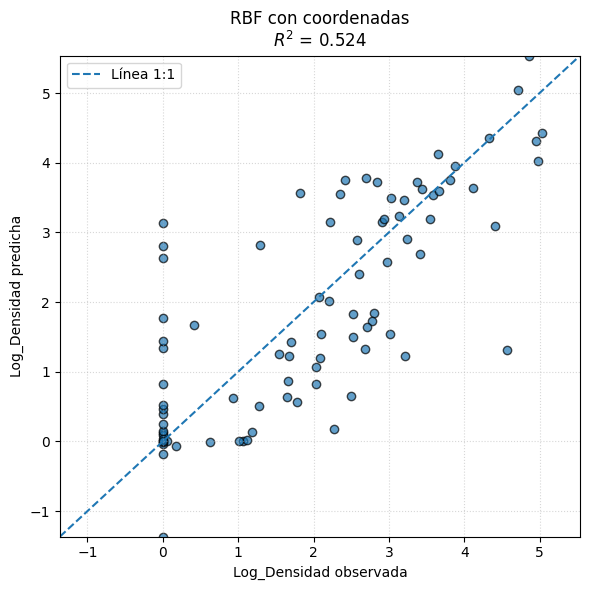 RBF con coordenadas
R² = 0.524
Línea 1:1
Log_Densidad predicha
5
4
3
2
1
0
−1
−1
0
1
2
3
4
5
Log_Densidad observada